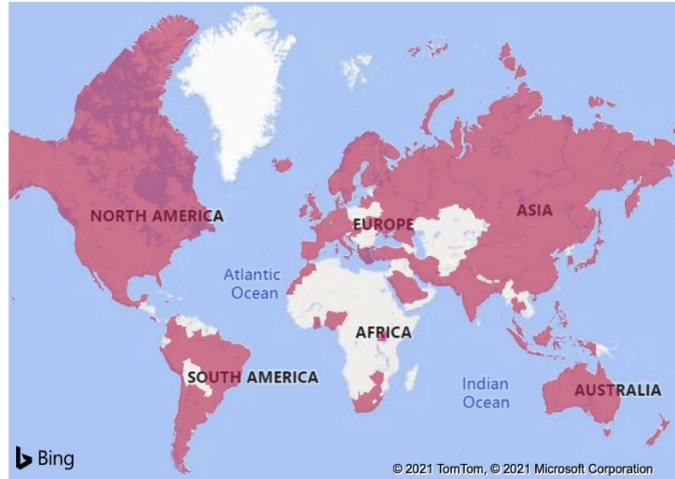 NORTH AMERICA
EUROPE
ASIA
Atlantic
Ocean
AFRICA
SOUTH AMERICA
Indian
Ocean
AUSTRALIA
Bing
© 2021 TomTom, © 2021 Microsoft Corporation